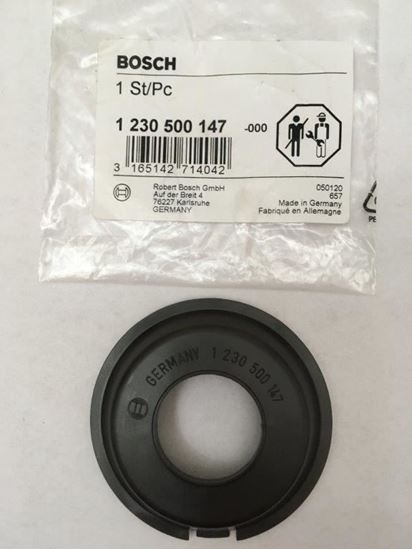 BOSCH
1 St/Pc
1 230 500 147 -000
3 165142 714042
Robert Bosch GmbH
Auf der Breit 4
76227 Karlsruhe
GERMANY
050120
657
Made in Germany
Fabriqué en Allemagne
PE
GERMANY 1 230 500 147